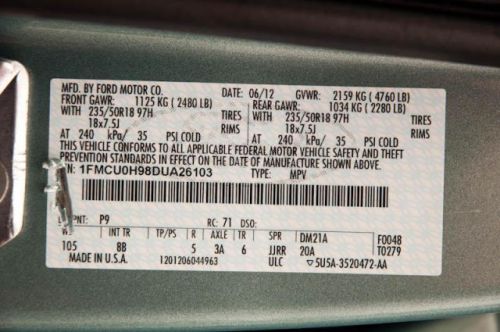 MFD. BY FORD MOTOR CO. DATE: 06/12 GVWR: 2159 KG ( 4760 LB)
FRONT GAWR: 1125 KG ( 2480 LB) REAR GAWR: 1034 KG ( 2280 LB)
WITH 235/50R18 97H TIRES WITH 235/50R18 97H TIRES
18x7.5J RIMS 18x7.5J RIMS
AT 240 kPa/ 35 PSI COLD AT 240 kPa/ 35 PSI COLD
THIS VEHICLE CONFORMS TO ALL APPLICABLE FEDERAL MOTOR VEHICLE SAFETY AND THEFT
PREVENTION STANDARDS IN EFFECT ON THE DATE OF MANUFACTURE SHOWN ABOVE.
VIN: 1FMCU0H98DUA26103 TYPE: MPV
PNT: P9 RC: 71 DSO:
WB INT TR TP/PS R AXLE TR SPR DM21A F0048
105 8B 5 3A 6 JJRR 20A T0279
MADE IN U.S.A. 1201206044963 ULC 5U5A-3520472-AA